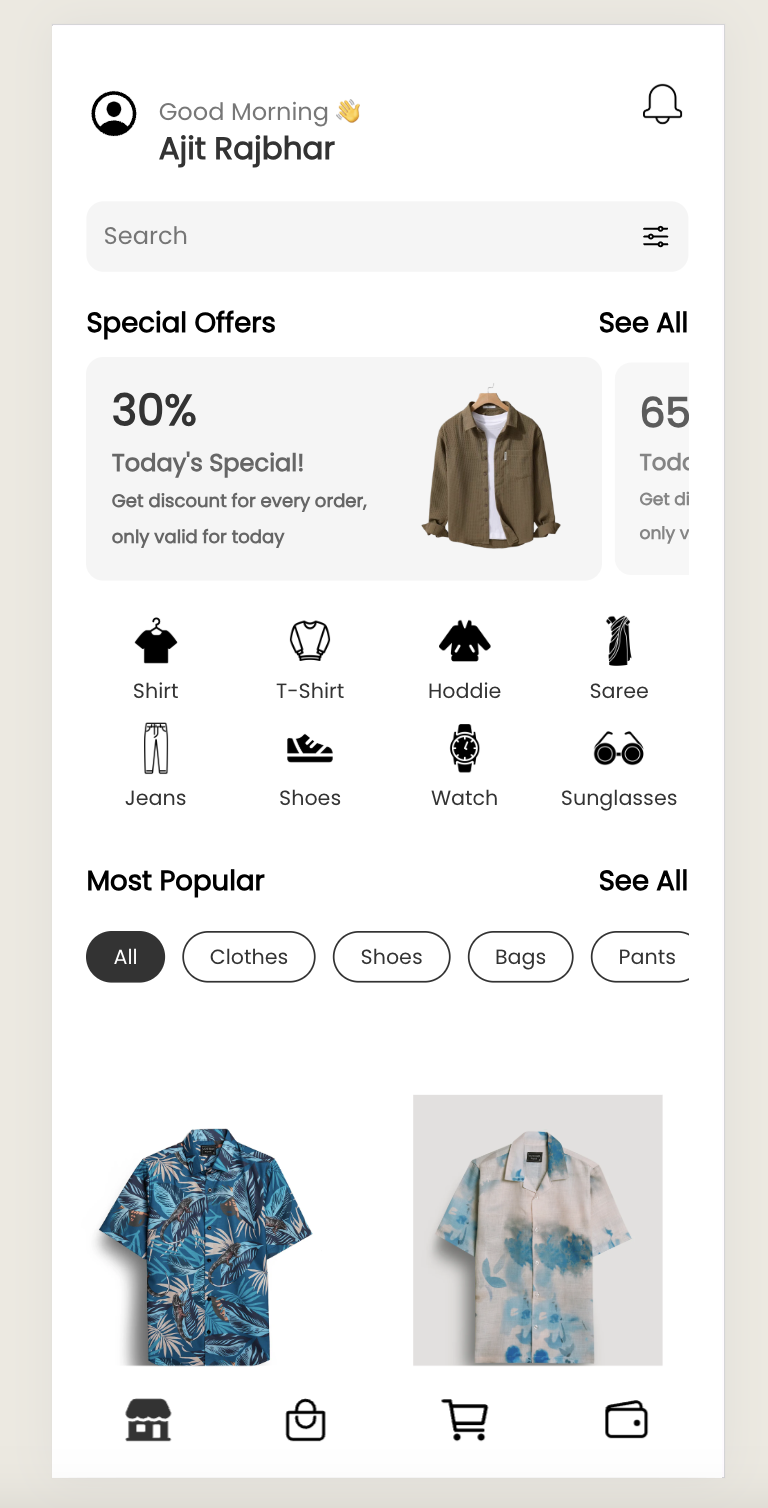 Good Morning 👋
Ajit Rajbhar
Search
Special Offers See All
30%
Today's Special!
Get discount for every order,
only valid for today
65
Toda
Get di
only v
Shirt T-Shirt Hoddie Saree
Jeans Shoes Watch Sunglasses
Most Popular See All
All Clothes Shoes Bags Pants